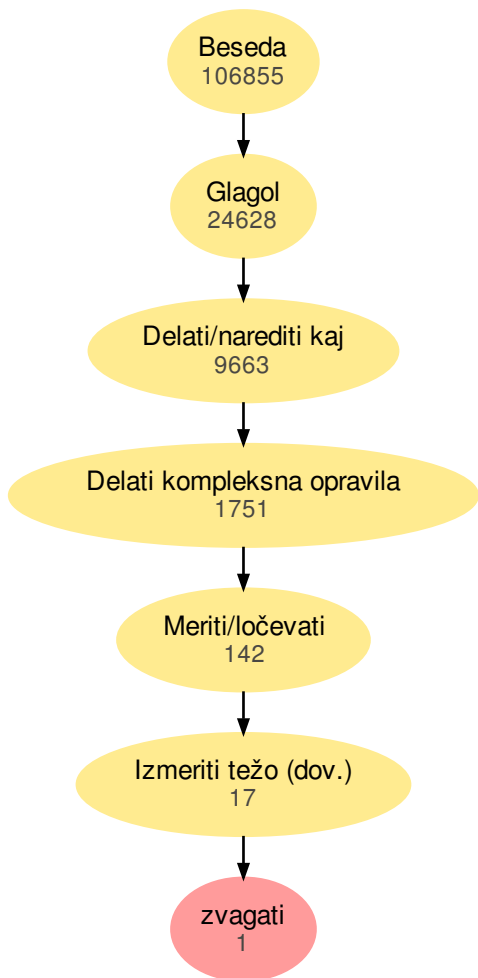 Beseda
106855
Glagol
24628
Delati/narediti kaj
9663
Delati kompleksna opravila
1751
Meriti/ločevati
142
Izmeriti težo (dov.)
17
zvagati
1